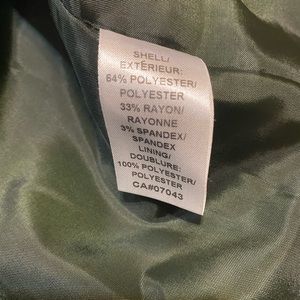 SHELL/
EXTÉRIEUR:
64% POLYESTER/
POLYESTER
33% RAYON/
RAYONNE
3% SPANDEX/
SPANDEX
LINING/
DOUBLURE:
100% POLYESTER/
POLYESTER
CA#07043